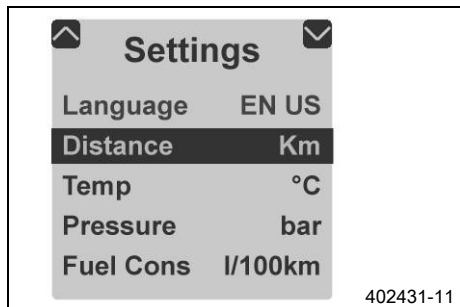 Settings
Language EN US
Distance Km
Temp °C
Pressure bar
Fuel Cons l/100km
402431-11